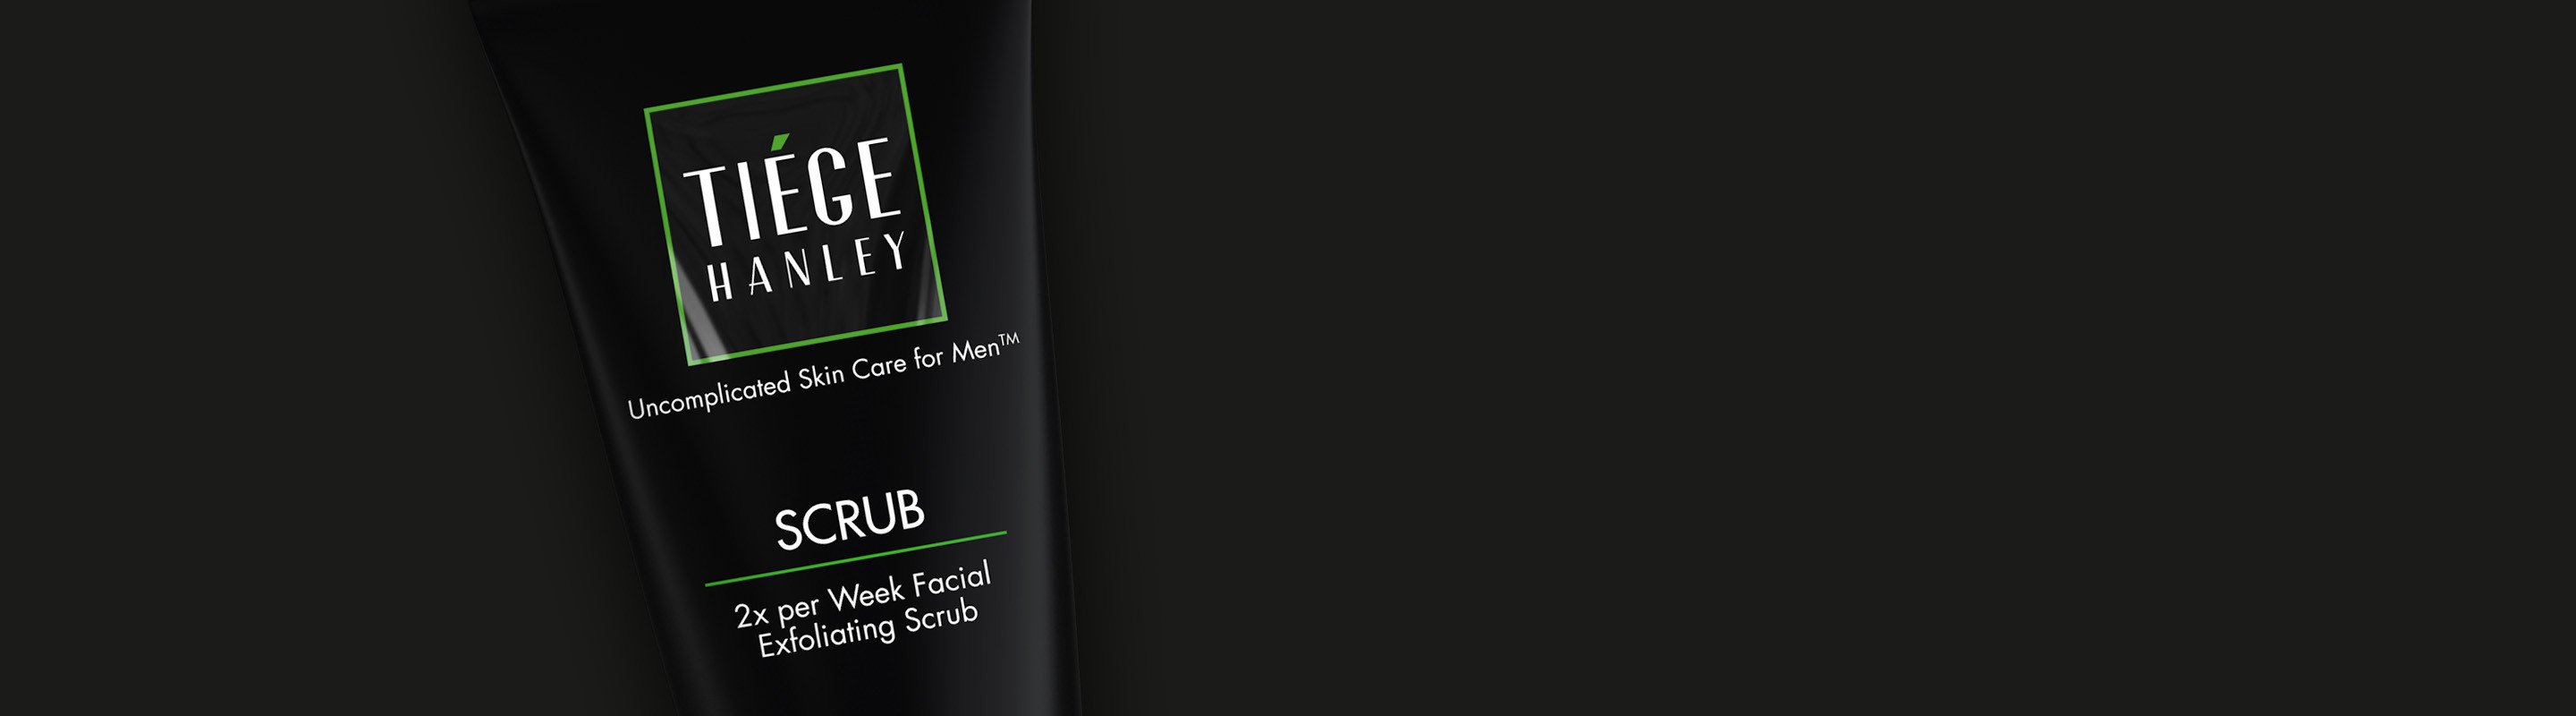 TIÉGE
HANLEY
Uncomplicated Skin Care for Men™
SCRUB
2x per Week Facial
Exfoliating Scrub